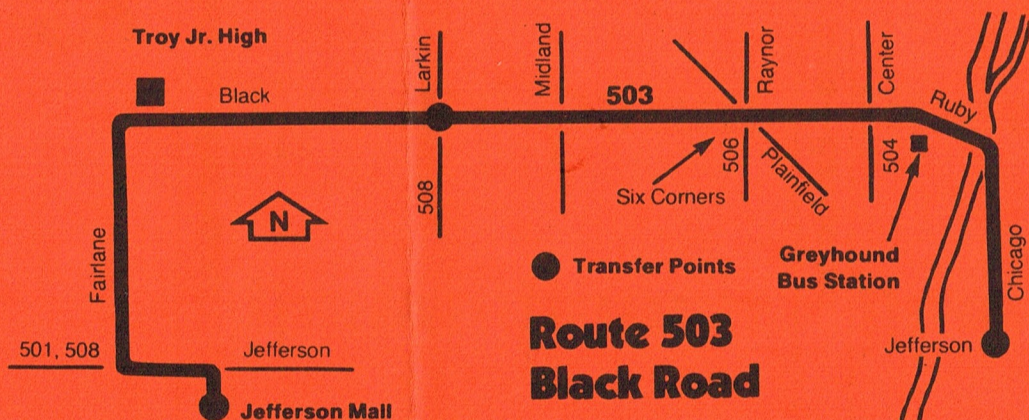 Troy Jr. High
Black
Larkin
Midland
503
Raynor
Center
Ruby
508
506
Plainfield
504
Six Corners
N
Fairlane
Transfer Points
Greyhound
Bus Station
Chicago
Route 503
Black Road
Jefferson
501, 508
Jefferson
Jefferson Mall